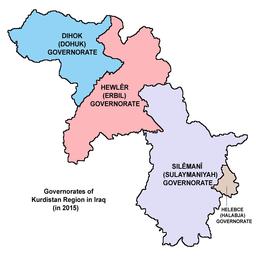 DIHOK
(DOHUK)
GOVERNORATE
HEWLÊR
(ERBIL)
GOVERNORATE
SILÊMANÎ
(SULAYMANIYAH)
GOVERNORATE
HELEBCE
(HALABJA)
GOVERNORATE
Governorates of
Kurdistan Region in Iraq
(in 2015)